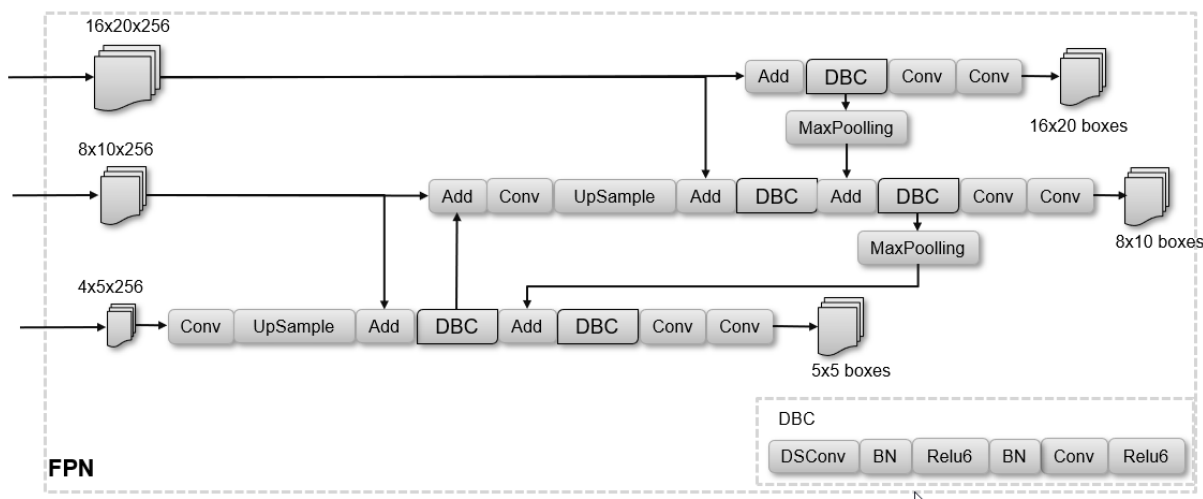 16x20x256
Add DBC Conv Conv
16x20 boxes
MaxPoolling
8x10x256
Add Conv UpSample Add DBC Add DBC Conv Conv
8x10 boxes
MaxPoolling
4x5x256
Conv UpSample Add DBC Add DBC Conv Conv
5x5 boxes
DBC
DSConv BN Relu6 BN Conv Relu6
FPN